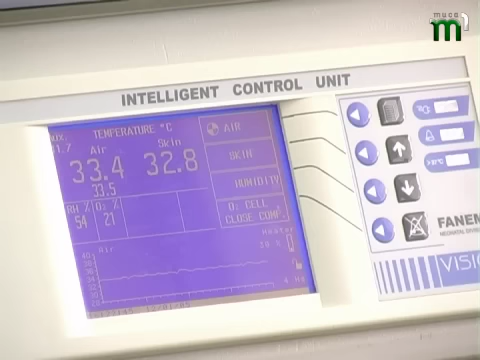 muco
m1
INTELLIGENT CONTROL UNIT
TEMPERATURE °C
Air Skin
33.4 32.8
33.5
RH % O₂ %
54 21
AIR
SKIN
HUMIDITY
O₂ CELL
CLOSE COMP.
Air
Heater
FANEM
VISI